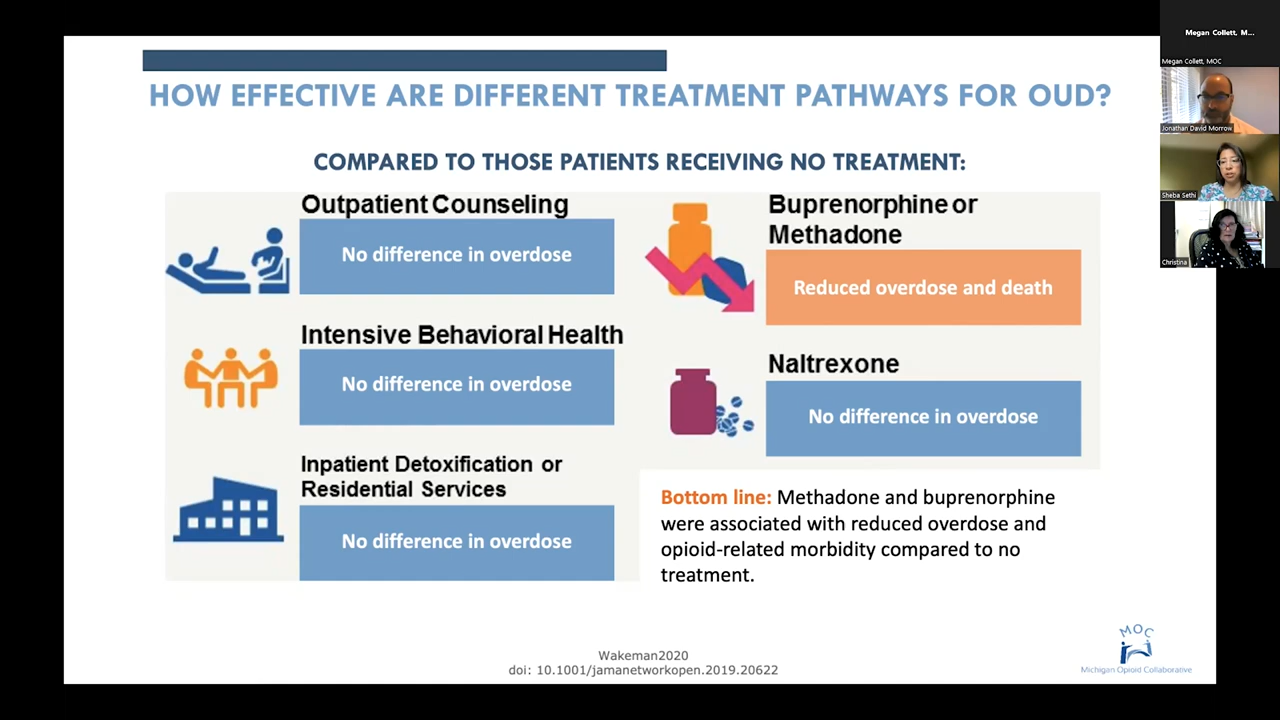 HOW EFFECTIVE ARE DIFFERENT TREATMENT PATHWAYS FOR OUD?
COMPARED TO THOSE PATIENTS RECEIVING NO TREATMENT:
Outpatient Counseling
No difference in overdose
Intensive Behavioral Health
No difference in overdose
Inpatient Detoxification or
Residential Services
No difference in overdose
Buprenorphine or
Methadone
Reduced overdose and death
Naltrexone
No difference in overdose
Bottom line: Methadone and buprenorphine
were associated with reduced overdose and
opioid-related morbidity compared to no
treatment.
Wakeman2020
doi: 10.1001/jamanetworkopen.2019.20622
MOC
Michigan Opioid Collaborative
Megan Collett, M...
Megan Collett, MOC
Jonathan David Morrow
Sheba Sethi
Christina